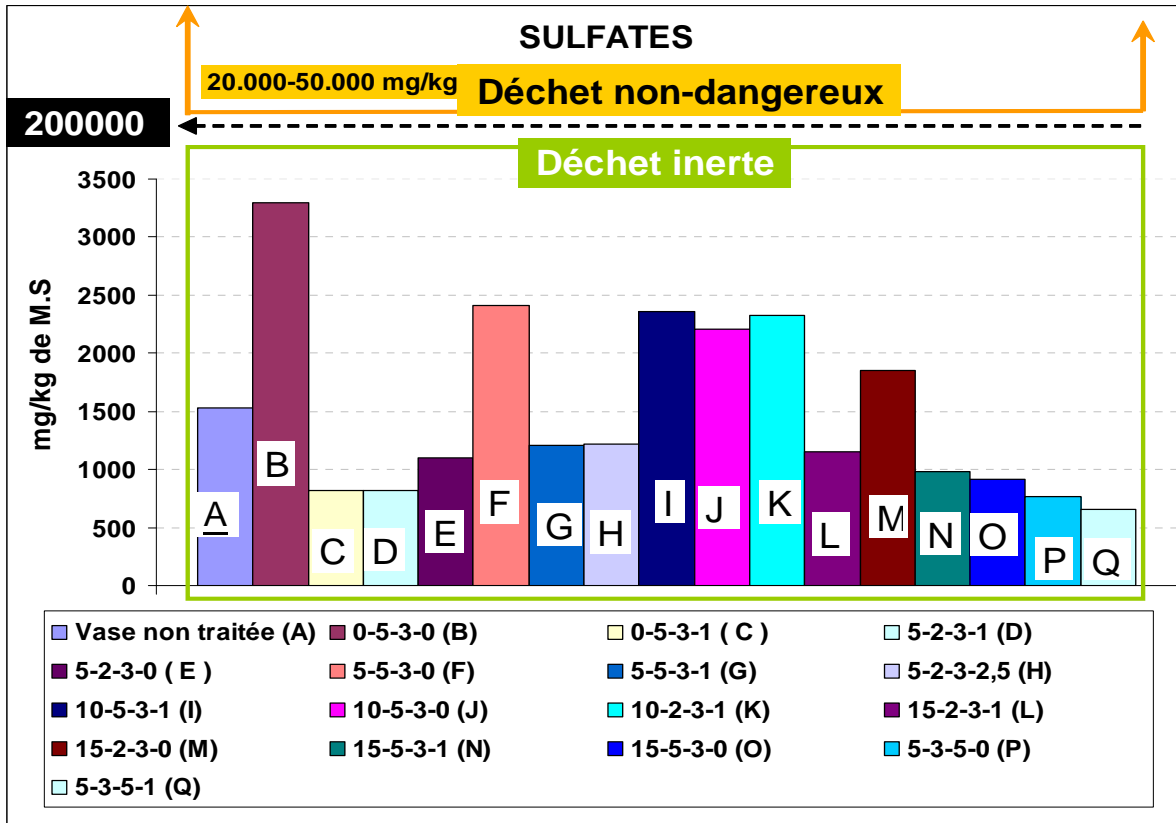 SULFATES
20.000-50.000 mg/kg
Déchet non-dangereux
200000
Déchet inerte
mg/kg de M.S
3500
3000
2500
2000
1500
1000
500
0
A
B
C
D
E
F
G
H
I
J
K
L
M
N
O
P
Q
Vase non traitée (A) 0-5-3-0 (B) 0-5-3-1 ( C ) 5-2-3-1 (D)
5-2-3-0 ( E ) 5-5-3-0 (F) 5-5-3-1 (G) 5-2-3-2,5 (H)
10-5-3-1 (I) 10-5-3-0 (J) 10-2-3-1 (K) 15-2-3-1 (L)
15-2-3-0 (M) 15-5-3-1 (N) 15-5-3-0 (O) 5-3-5-0 (P)
5-3-5-1 (Q)